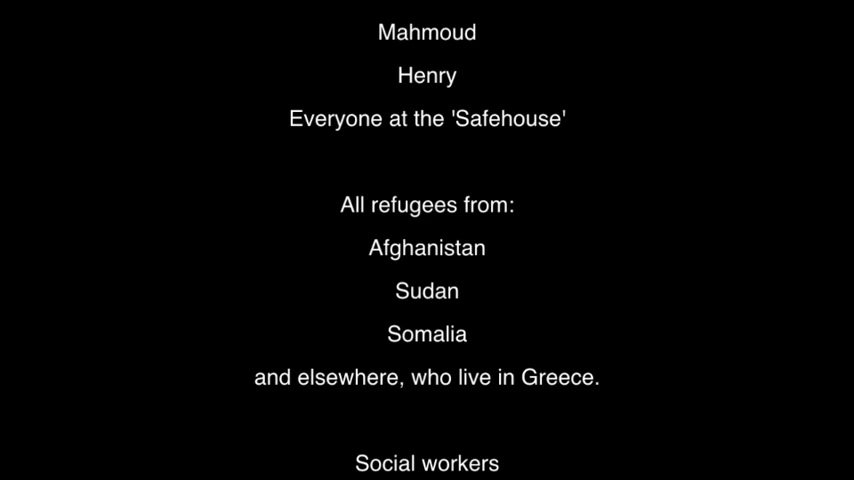 Mahmoud
Henry
Everyone at the 'Safehouse'
All refugees from:
Afghanistan
Sudan
Somalia
and elsewhere, who live in Greece.
Social workers